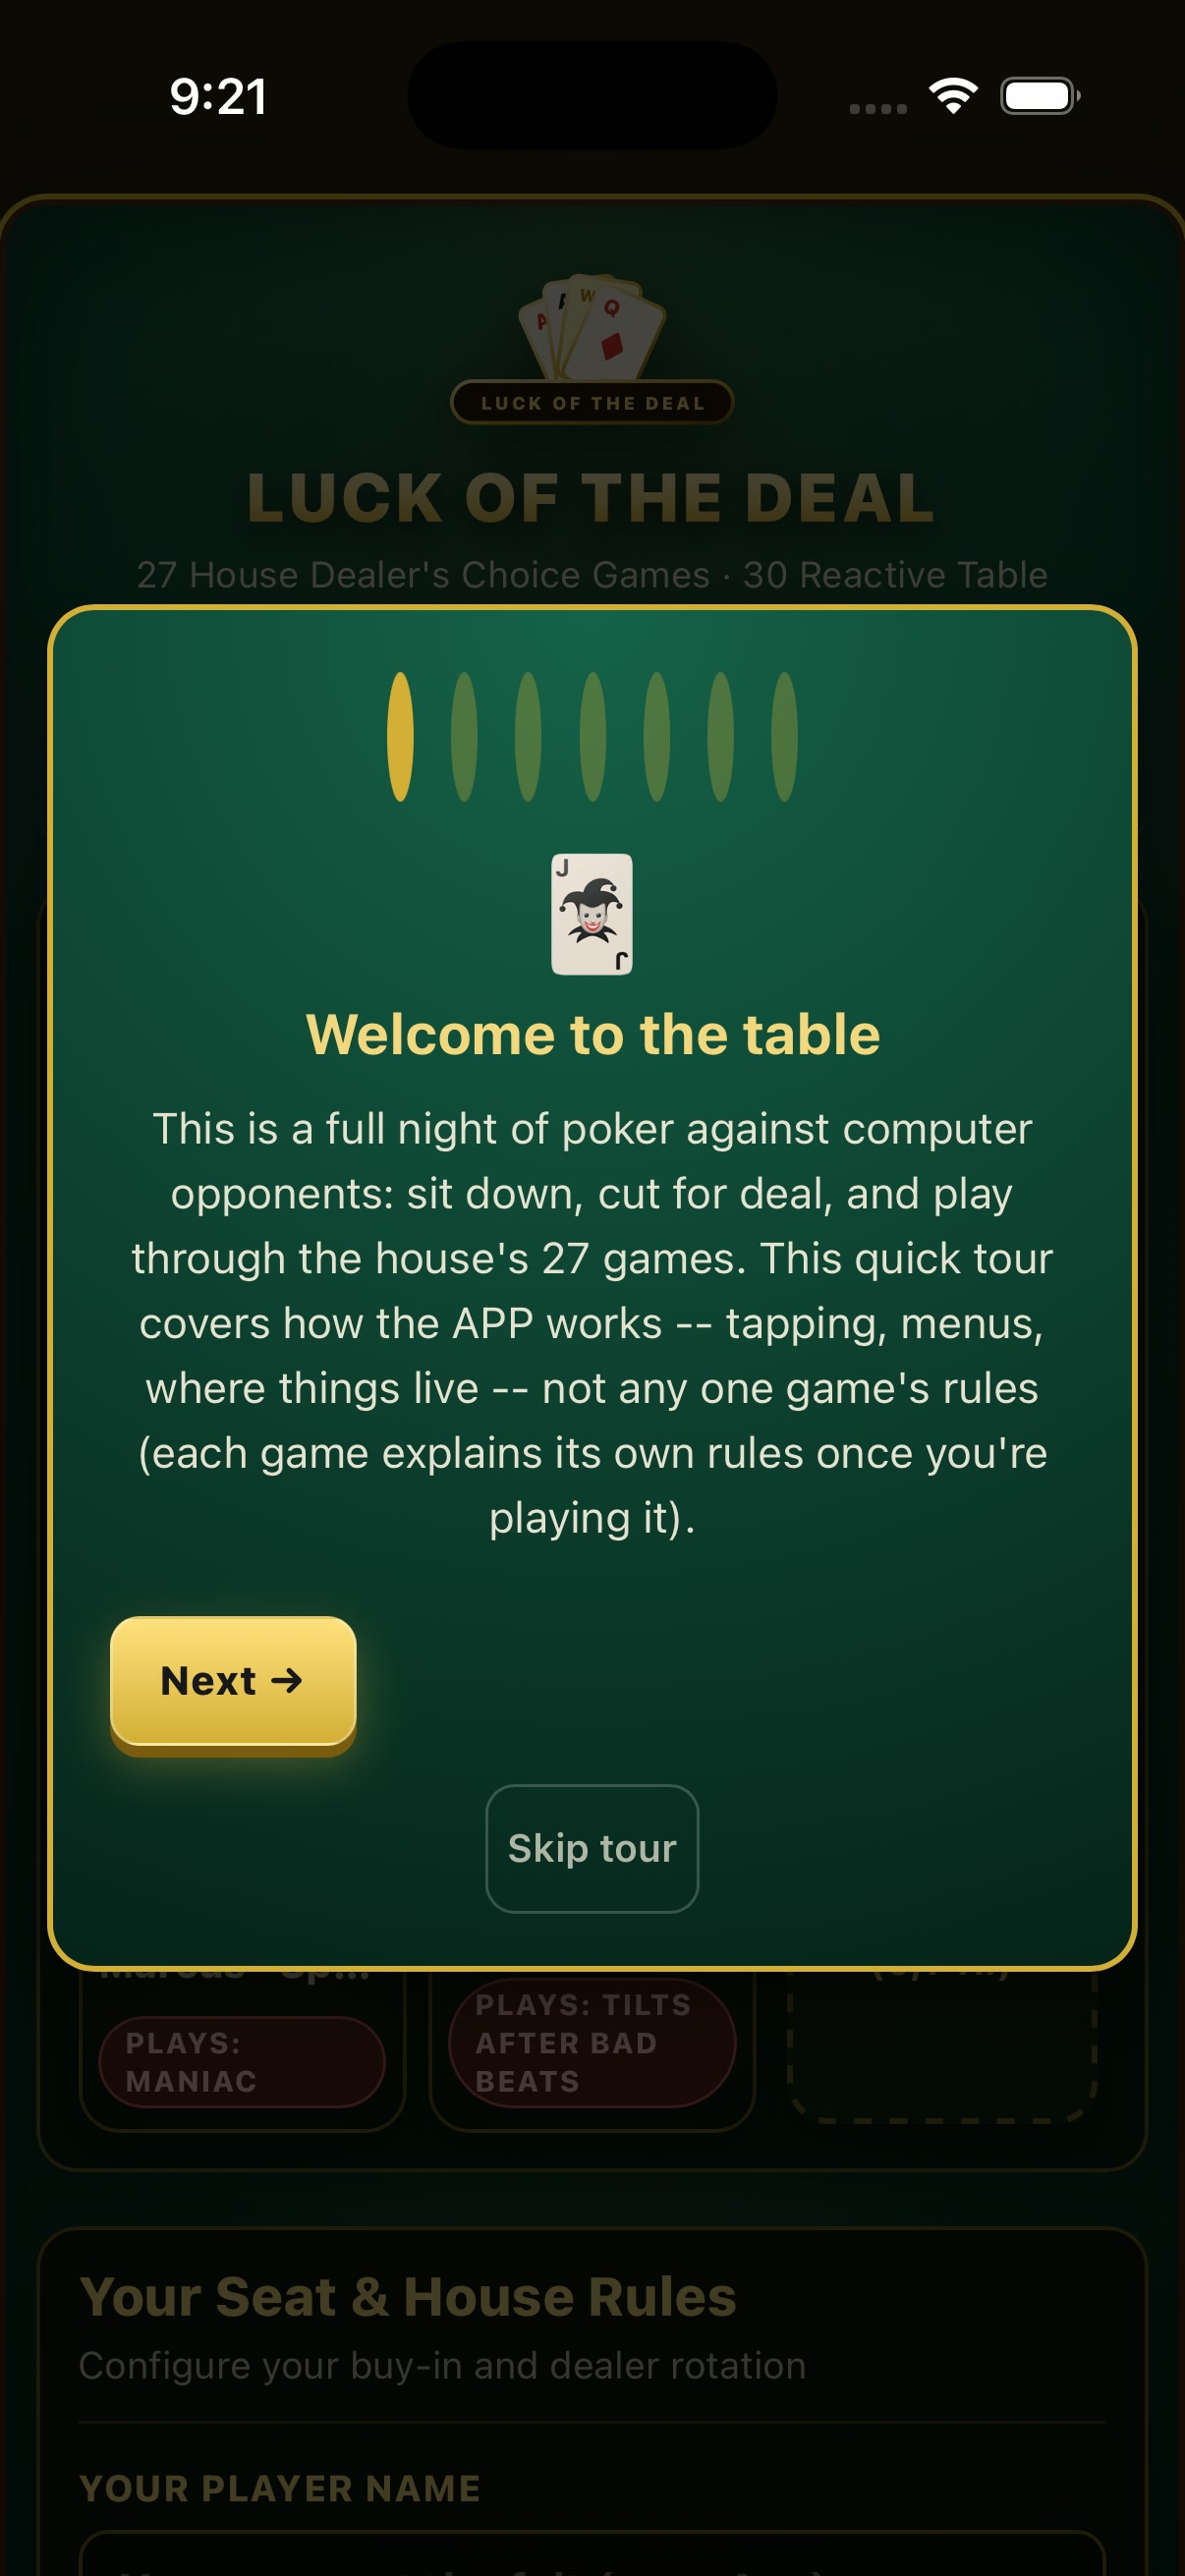 9:21
A
A
W
Q
LUCK OF THE DEAL
LUCK OF THE DEAL
27 House Dealer's Choice Games · 30 Reactive Table
J
J
Welcome to the table
This is a full night of poker against computer
opponents: sit down, cut for deal, and play
through the house's 27 games. This quick tour
covers how the APP works -- tapping, menus,
where things live -- not any one game's rules
(each game explains its own rules once you're
playing it).
Next →
Skip tour
PLAYS:
MANIAC
PLAYS: TILTS
AFTER BAD
BEATS
Your Seat & House Rules
Configure your buy-in and dealer rotation
YOUR PLAYER NAME